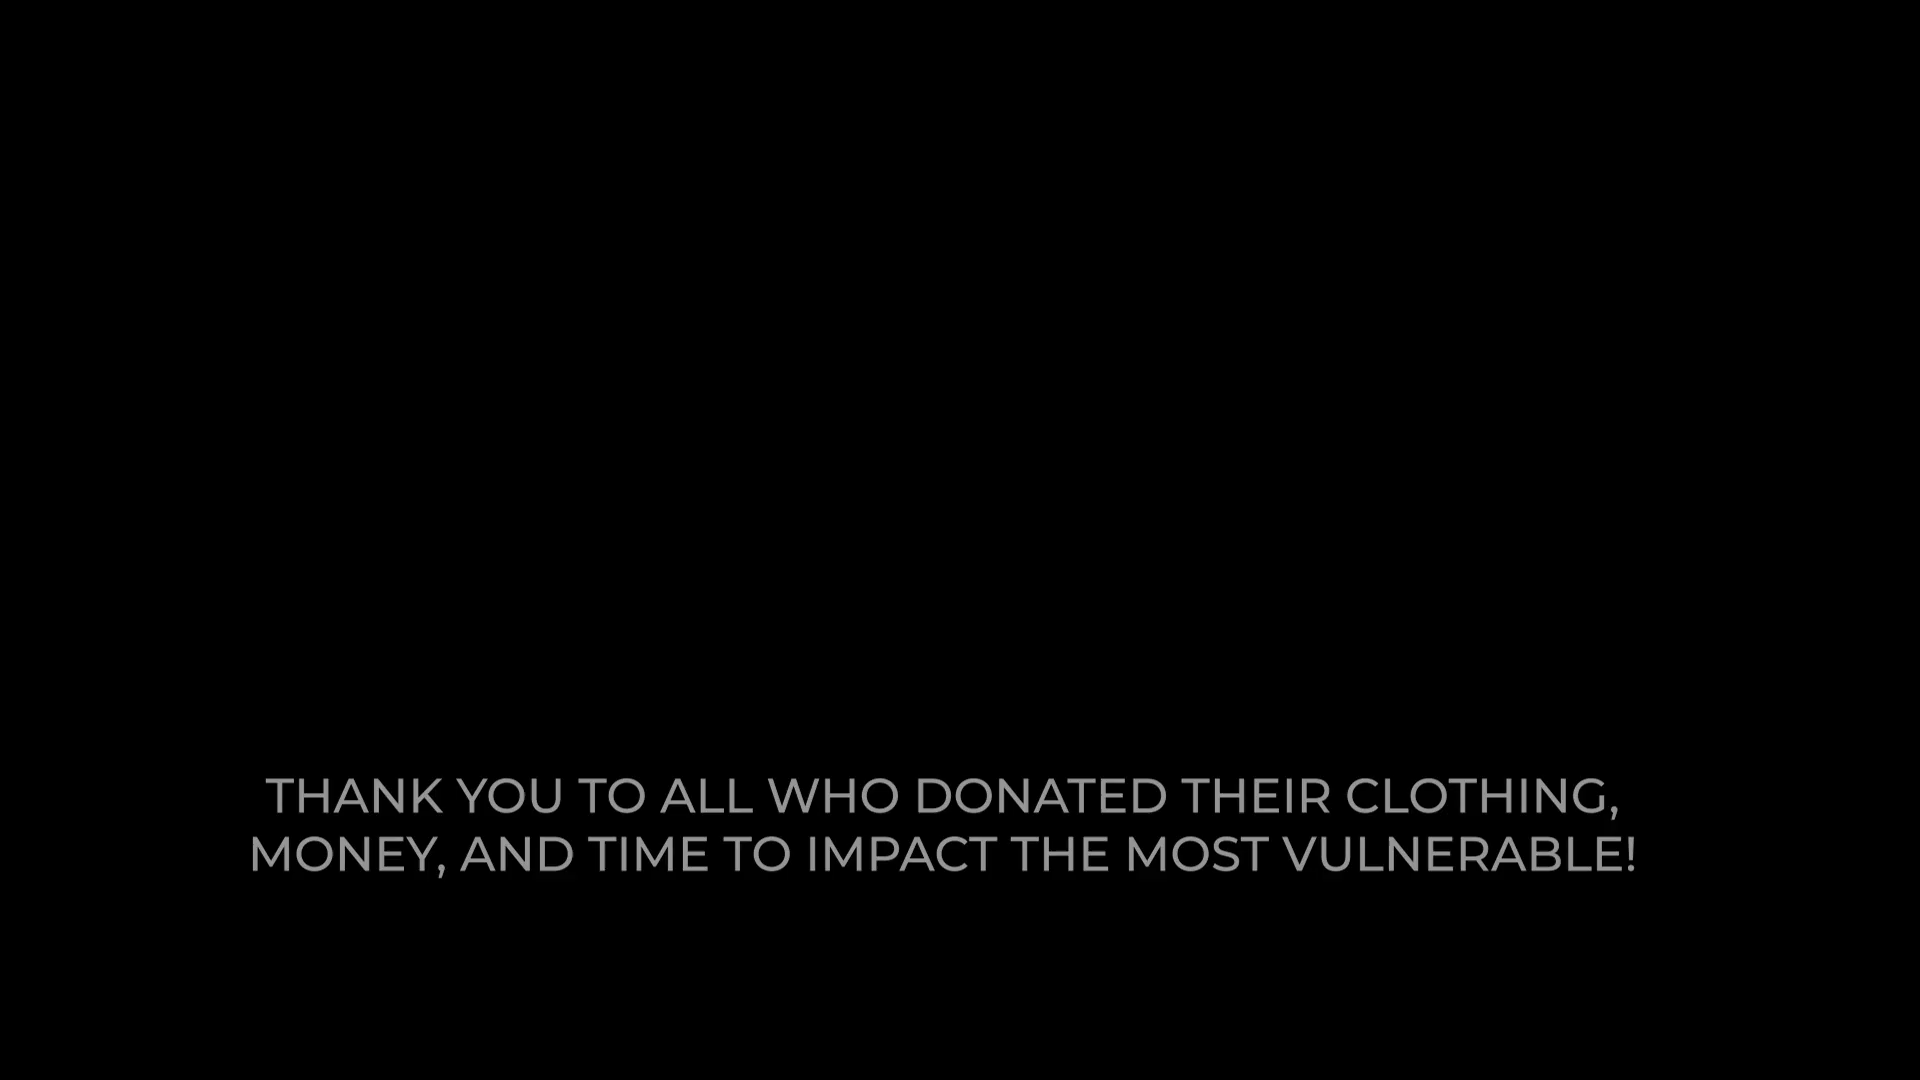 THANK YOU TO ALL WHO DONATED THEIR CLOTHING,
MONEY, AND TIME TO IMPACT THE MOST VULNERABLE!